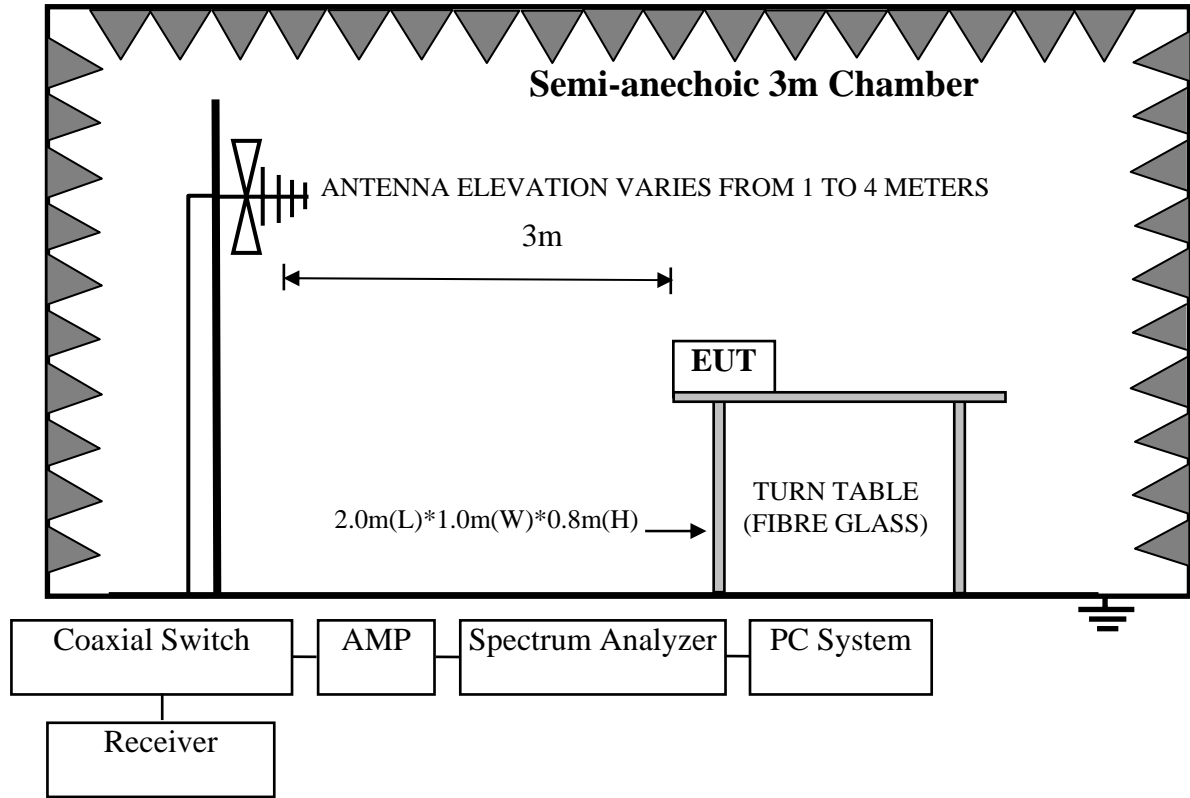 Semi-anechoic 3m Chamber
ANTENNA ELEVATION VARIES FROM 1 TO 4 METERS
3m
EUT
2.0m(L)*1.0m(W)*0.8m(H)
TURN TABLE
(FIBRE GLASS)
Coaxial Switch
AMP
Spectrum Analyzer
PC System
Receiver